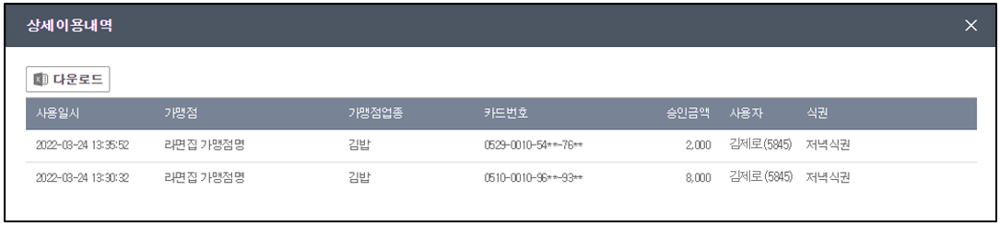 상세이용내역
다운로드
사용일시 가맹점 가맹점업종 카드번호 승인금액 사용자 식권
2022-03-24 13:35:52 라면집 가맹점명 김밥 0529-0010-54**-76** 2,000 김제로(5845) 저녁식권
2022-03-24 13:30:32 라면집 가맹점명 김밥 0510-0010-96**-93** 8,000 김제로(5845) 저녁식권